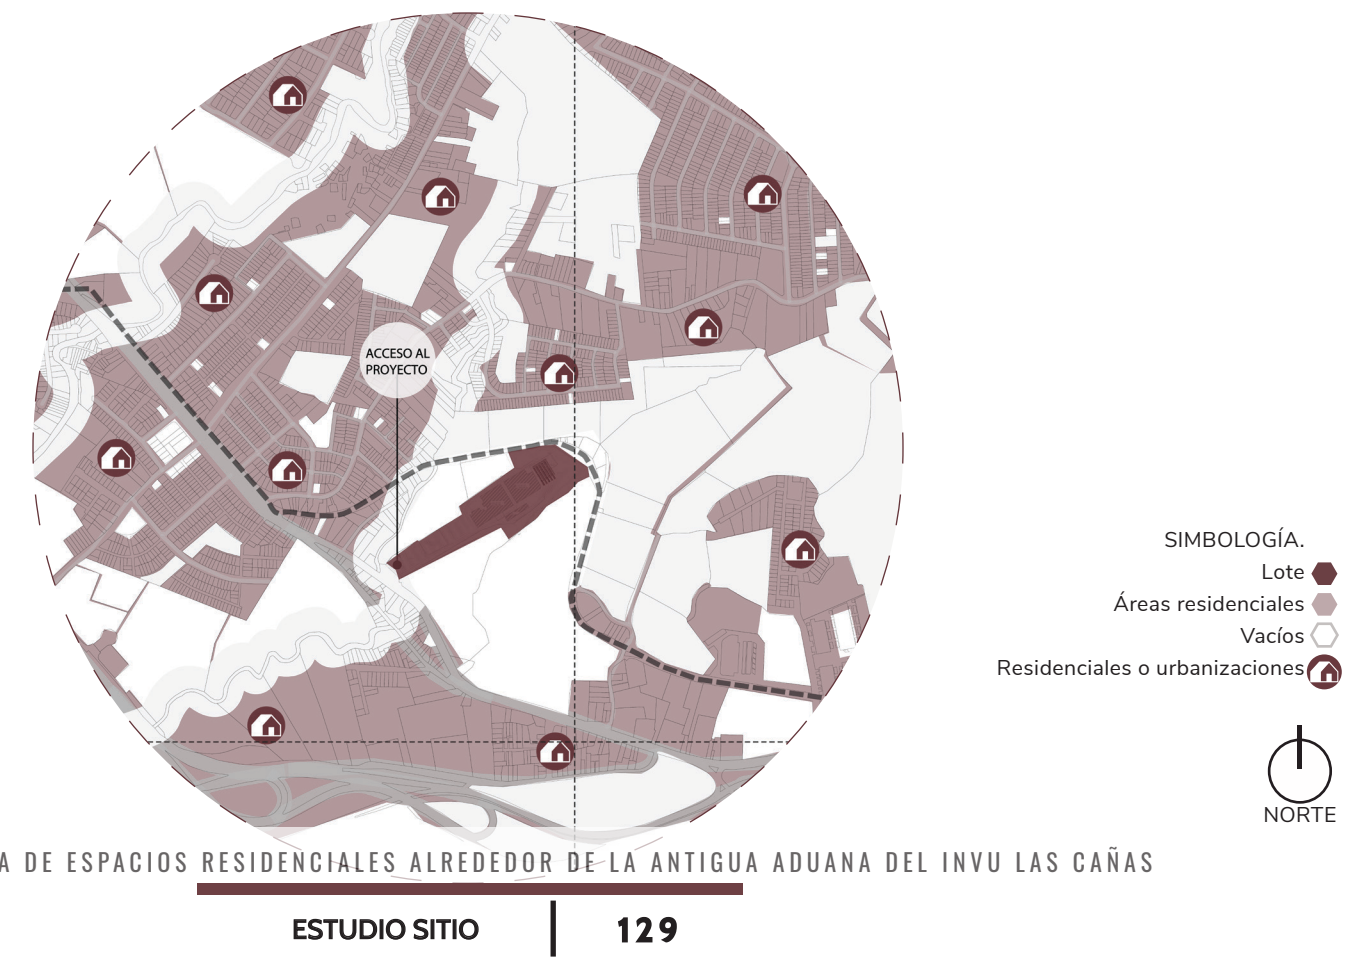 ACCESO AL
PROYECTO
SIMBOLOGÍA.
Lote
Áreas residenciales
Vacíos
Residenciales o urbanizaciones
NORTE
A DE ESPACIOS RESIDENCIALES ALREDEDOR DE LA ANTIGUA ADUANA DEL INVU LAS CAÑAS
ESTUDIO SITIO
129